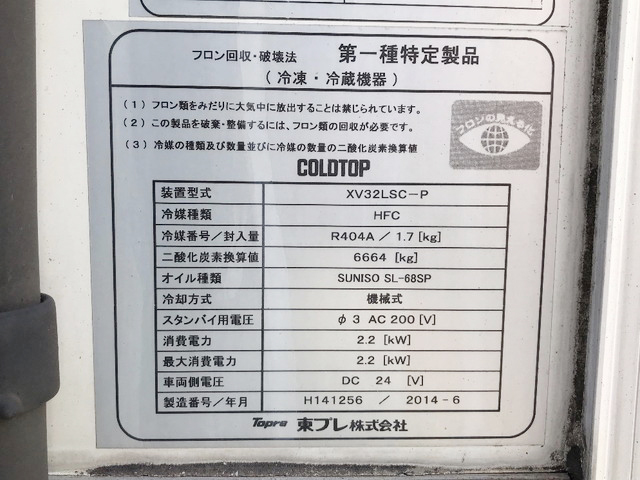 フロン回収・破壊法 第一種特定製品
(冷凍・冷蔵機器)
(1) フロン類をみだりに大気中に放出することは禁じられています。
(2) この製品を破棄・整備するには、フロン類の回収が必要です。
(3) 冷媒の種類及び数量並びに冷媒の数量の二酸化炭素換算値
フロンの見える化
COLDTOP
装置型式 XV32LSC-P
冷媒種類 HFC
冷媒番号/封入量 R404A / 1.7 [kg]
二酸化炭素換算値 6664 [kg]
オイル種類 SUNISO SL-68SP
冷却方式 機械式
スタンバイ用電圧 φ 3 AC 200 [V]
消費電力 2.2 [kW]
最大消費電力 2.2 [kW]
車両側電圧 DC 24 [V]
製造番号/年月 H141256 / 2014-6
Topre 東プレ株式会社